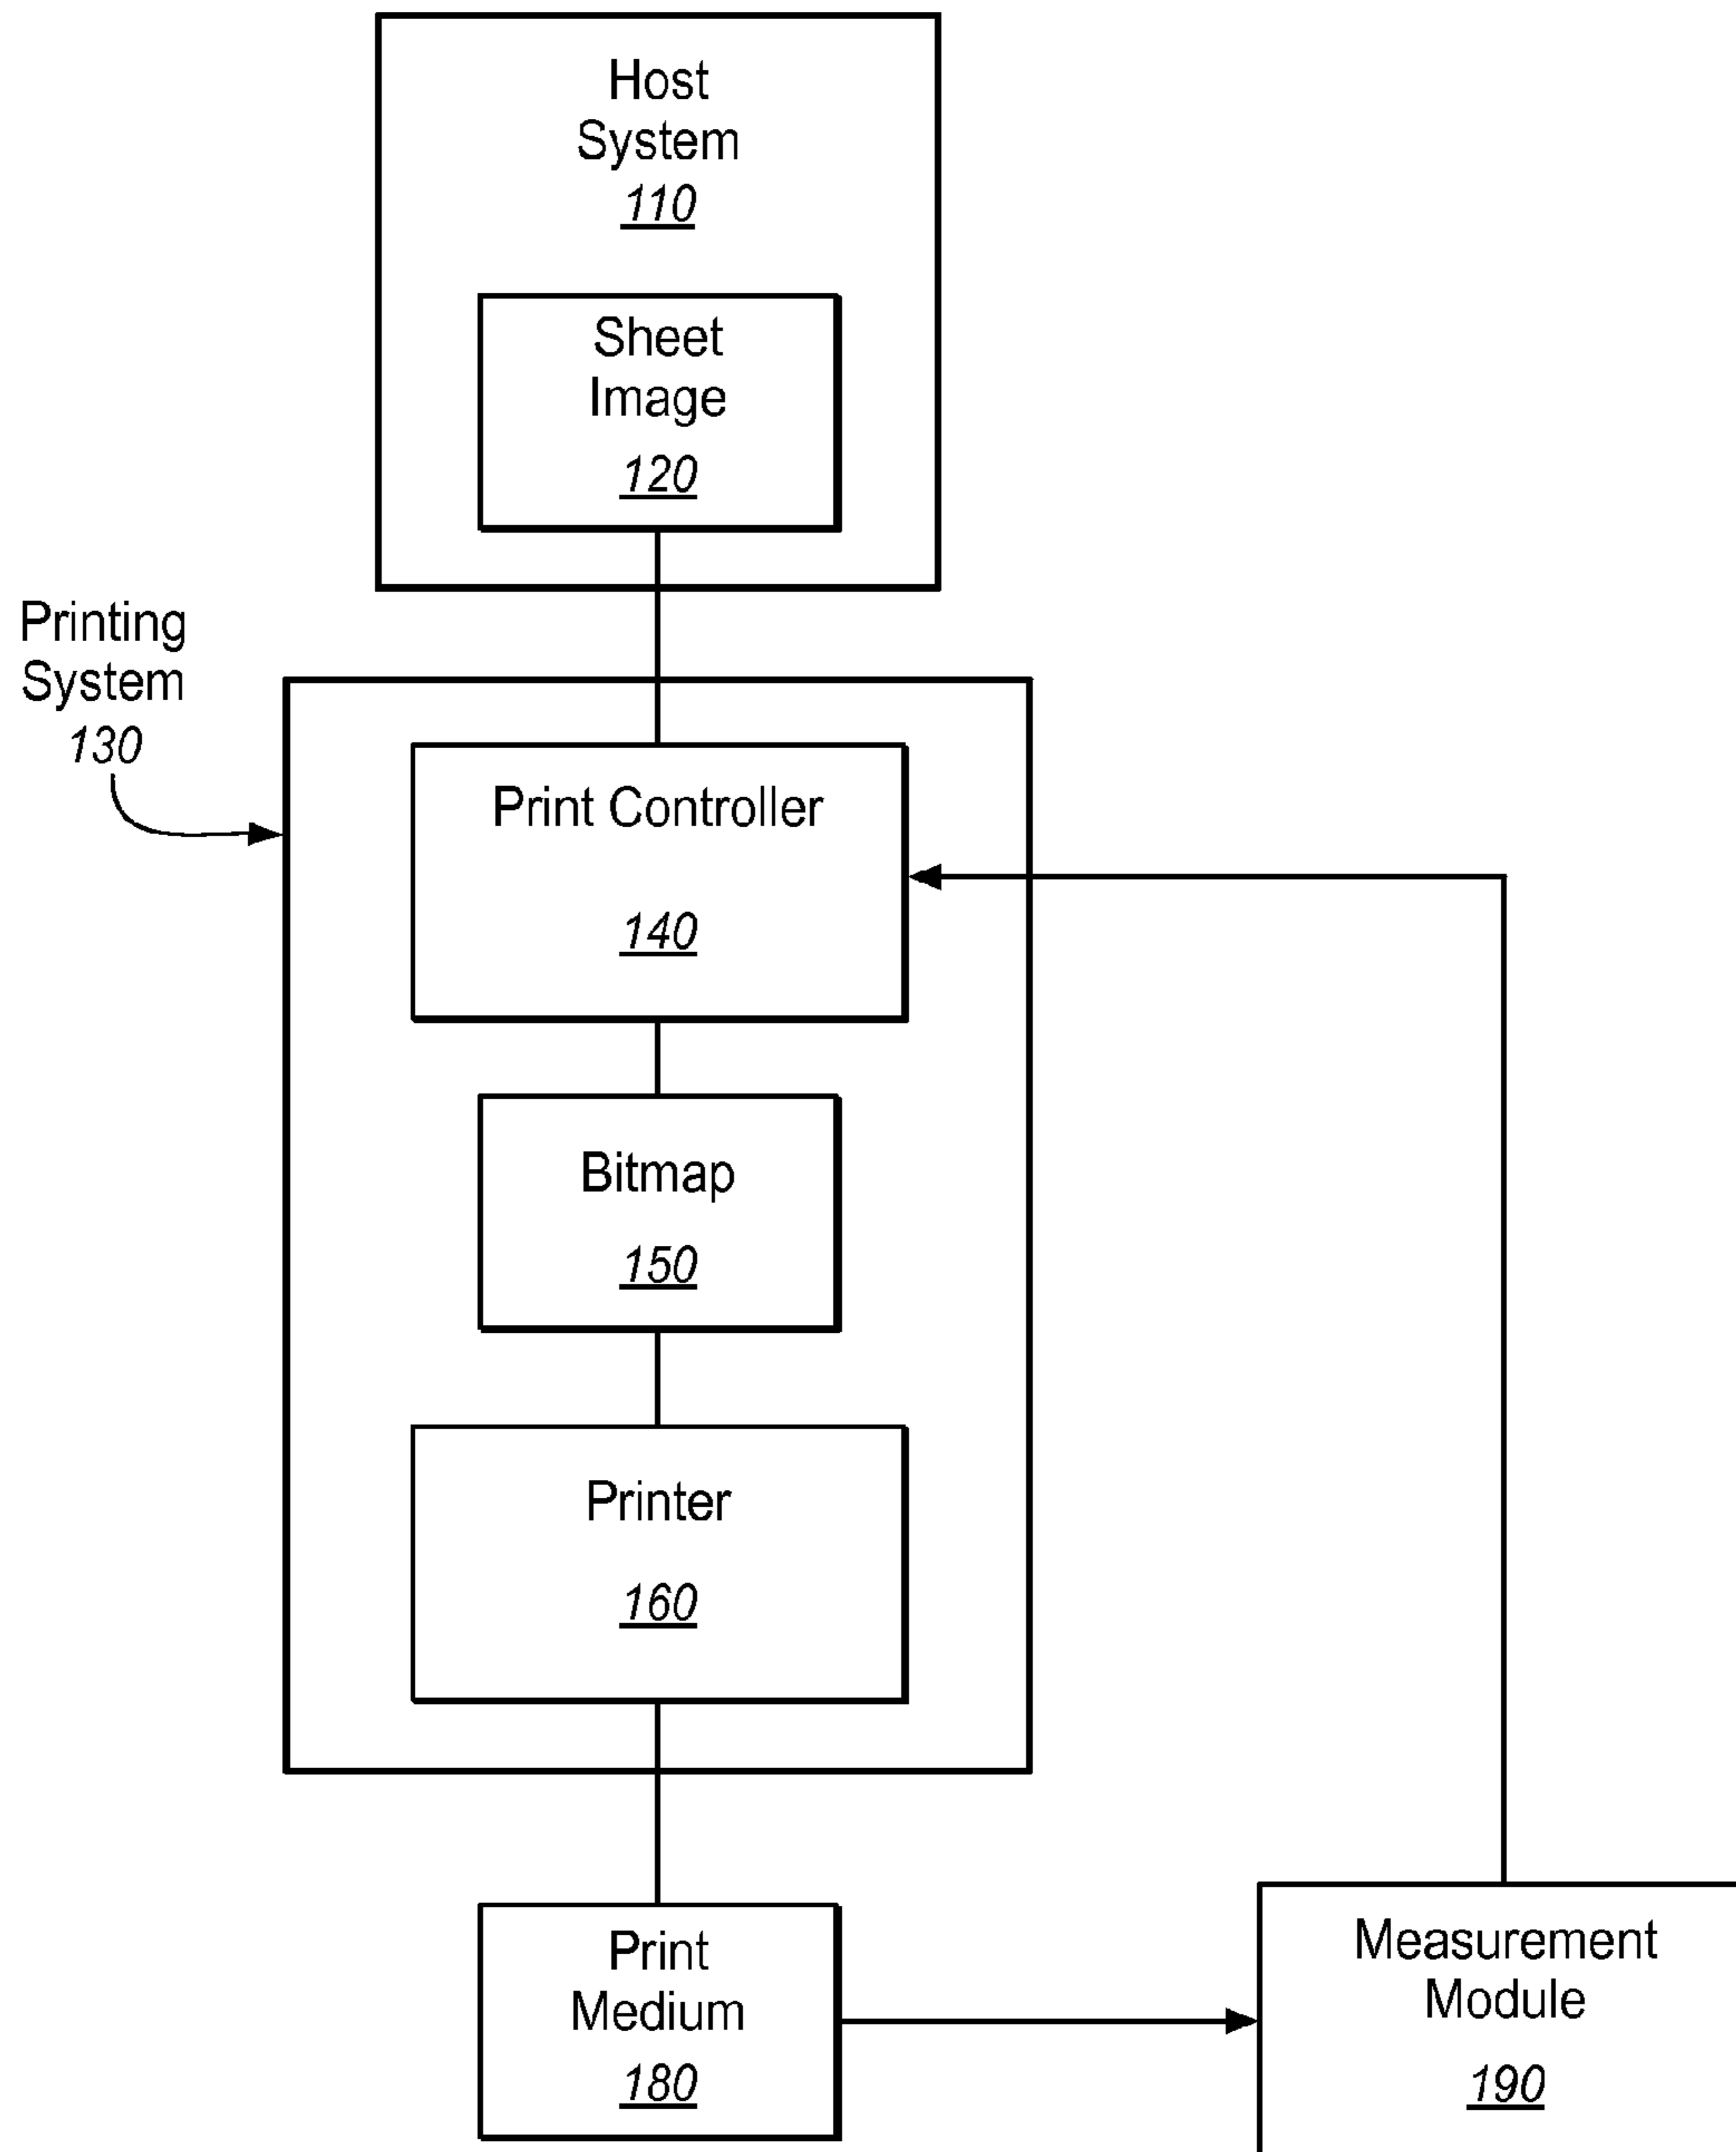 Host
System
110
Sheet
Image
120
Printing
System
130
Print Controller
140
Bitmap
150
Printer
160
Print
Medium
180
Measurement
Module
190